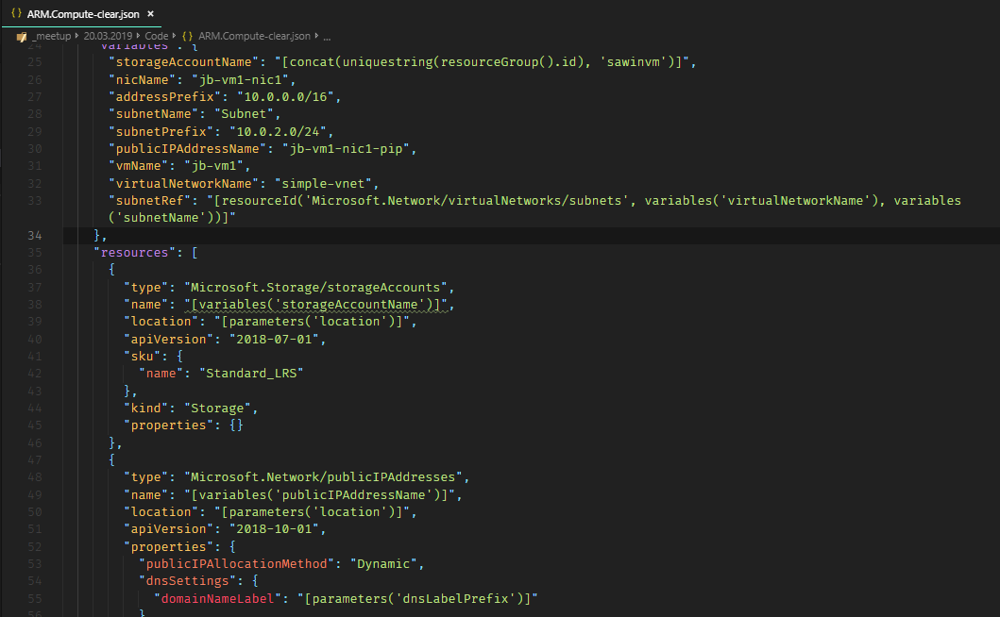 {} ARM.Compute-clear.json ×
_meetup › 20.03.2019 › Code › {} ARM.Compute-clear.json › ...
24 "variables": {
25 "storageAccountName": "[concat(uniquestring(resourceGroup().id), 'sawinvm')]",
26 "nicName": "jb-vm1-nic1",
27 "addressPrefix": "10.0.0.0/16",
28 "subnetName": "Subnet",
29 "subnetPrefix": "10.0.2.0/24",
30 "publicIPAddressName": "jb-vm1-nic1-pip",
31 "vmName": "jb-vm1",
32 "virtualNetworkName": "simple-vnet",
33 "subnetRef": "[resourceId('Microsoft.Network/virtualNetworks/subnets', variables('virtualNetworkName'), variables
('subnetName'))]"
34 },
35 "resources": [
36 {
37 "type": "Microsoft.Storage/storageAccounts",
38 "name": "[variables('storageAccountName')]",
39 "location": "[parameters('location')]",
40 "apiVersion": "2018-07-01",
41 "sku": {
42 "name": "Standard_LRS"
43 },
44 "kind": "Storage",
45 "properties": {}
46 },
47 {
48 "type": "Microsoft.Network/publicIPAddresses",
49 "name": "[variables('publicIPAddressName')]",
50 "location": "[parameters('location')]",
51 "apiVersion": "2018-10-01",
52 "properties": {
53 "publicIPAllocationMethod": "Dynamic",
54 "dnsSettings": {
55 "domainNameLabel": "[parameters('dnsLabelPrefix')]"
56 }